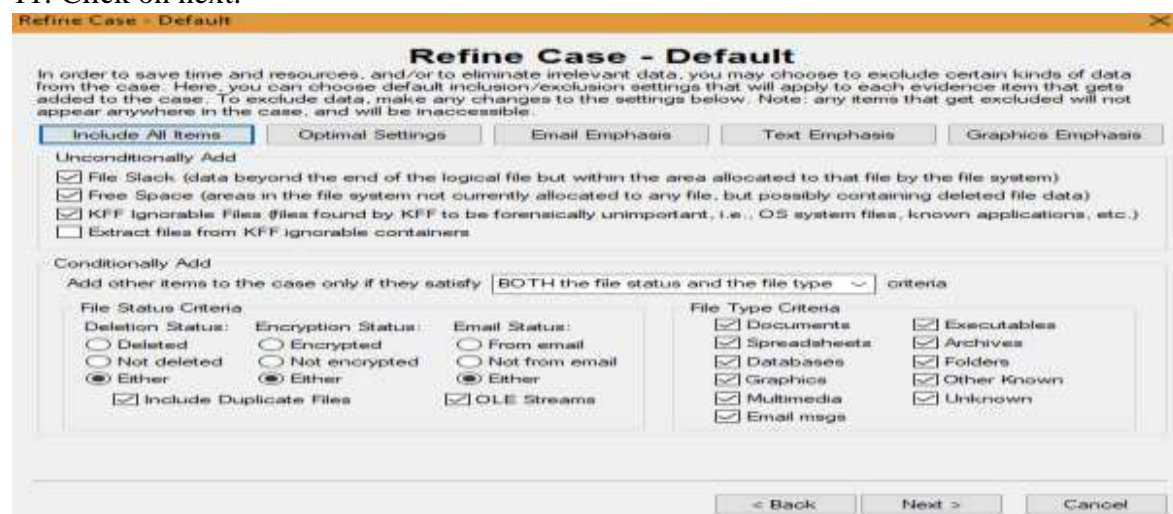 11. Click on next.
Refine Case - Default
Refine Case - Default
In order to save time and resources, and/or to eliminate irrelevant data, you may choose to exclude certain kinds of data
from the case. Here, you can choose default inclusion/exclusion settings that will apply to each evidence item that gets
added to the case. To exclude data, make any changes to the settings below. Note: any items that get excluded will not
appear anywhere in the case, and will be inaccessible.
Include All Items Optimal Settings Email Emphasis Text Emphasis Graphics Emphasis
Unconditionally Add
File Slack (data beyond the end of the logical file but within the area allocated to that file by the file system)
Free Space (areas in the file system not currently allocated to any file, but possibly containing deleted file data)
KFF Ignorable Files (files found by KFF to be forensically unimportant, i.e., OS system files, known applications, etc.)
Extract files from KFF ignorable containers
Conditionally Add
Add other items to the case only if they satisfy BOTH the file status and the file type criteria
File Status Criteria
Deletion Status: Encryption Status: Email Status:
Deleted Encrypted From email
Not deleted Not encrypted Not from email
Either Either Either
Include Duplicate Files OLE Streams
File Type Criteria
Documents Executables
Spreadsheets Archives
Databases Folders
Graphics Other Known
Multimedia Unknown
Email msgs
< Back Next > Cancel